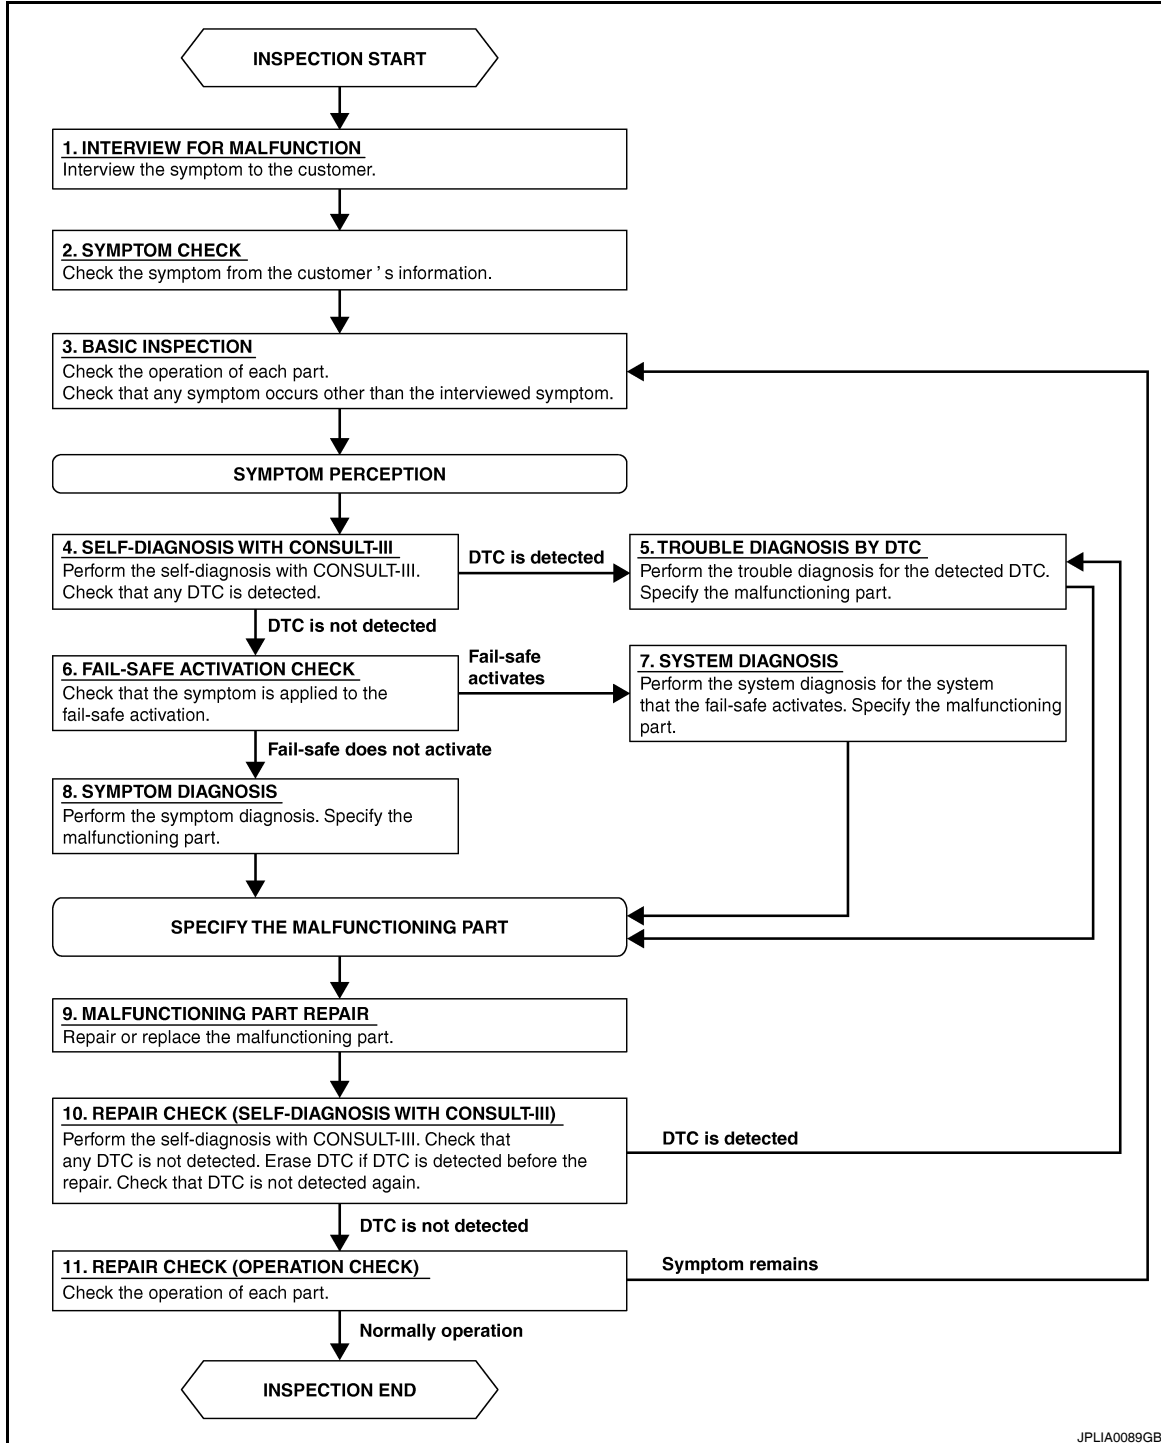 INSPECTION START
1. INTERVIEW FOR MALFUNCTION
Interview the symptom to the customer.
2. SYMPTOM CHECK
Check the symptom from the customer ’ s information.
3. BASIC INSPECTION
Check the operation of each part.
Check that any symptom occurs other than the interviewed symptom.
SYMPTOM PERCEPTION
4. SELF-DIAGNOSIS WITH CONSULT-III
Perform the self-diagnosis with CONSULT-III.
Check that any DTC is detected.
DTC is detected
5. TROUBLE DIAGNOSIS BY DTC
Perform the trouble diagnosis for the detected DTC.
Specify the malfunctioning part.
DTC is not detected
6. FAIL-SAFE ACTIVATION CHECK
Check that the symptom is applied to the
fail-safe activation.
Fail-safe
activates
7. SYSTEM DIAGNOSIS
Perform the system diagnosis for the system
that the fail-safe activates. Specify the malfunctioning
part.
Fail-safe does not activate
8. SYMPTOM DIAGNOSIS
Perform the symptom diagnosis. Specify the
malfunctioning part.
SPECIFY THE MALFUNCTIONING PART
9. MALFUNCTIONING PART REPAIR
Repair or replace the malfunctioning part.
10. REPAIR CHECK (SELF-DIAGNOSIS WITH CONSULT-III)
Perform the self-diagnosis with CONSULT-III. Check that
any DTC is not detected. Erase DTC if DTC is detected before the
repair. Check that DTC is not detected again.
DTC is detected
DTC is not detected
11. REPAIR CHECK (OPERATION CHECK)
Check the operation of each part.
Symptom remains
Normally operation
INSPECTION END
JPLIA0089GB